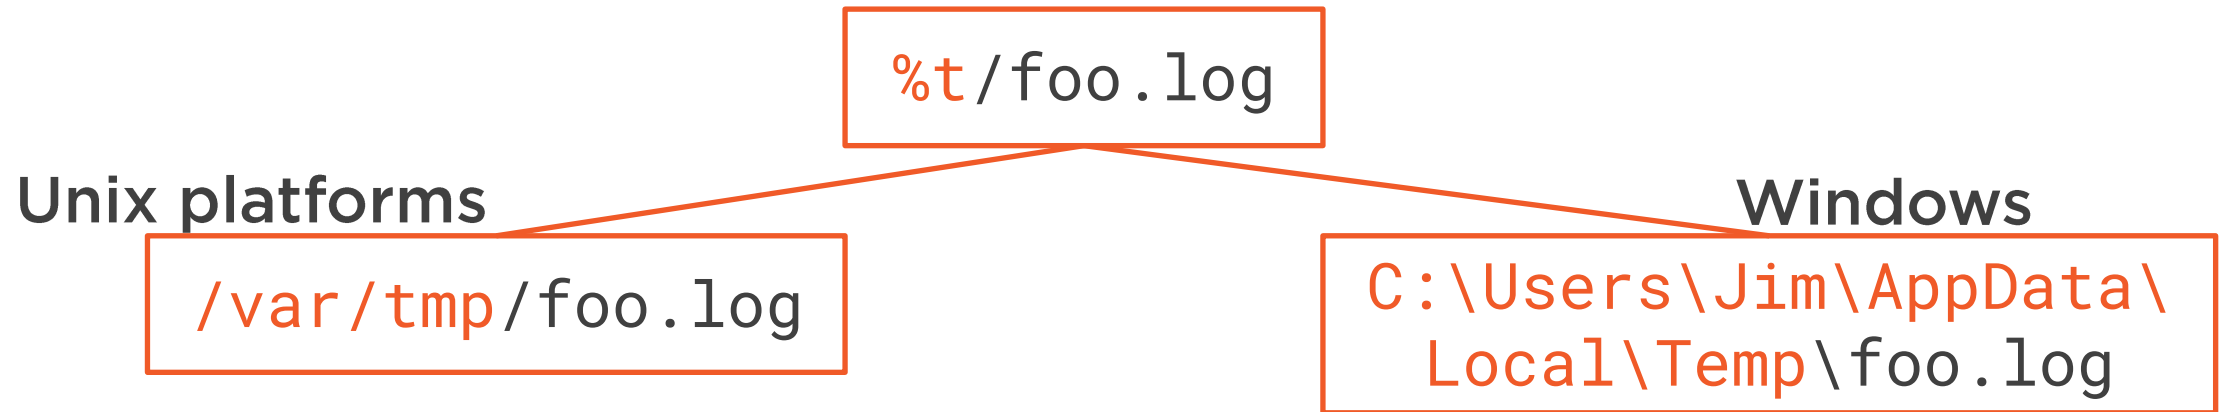 %t/foo.log
Unix platforms
Windows
/var/tmp/foo.log
C:\Users\Jim\AppData\
Local\Temp\foo.log